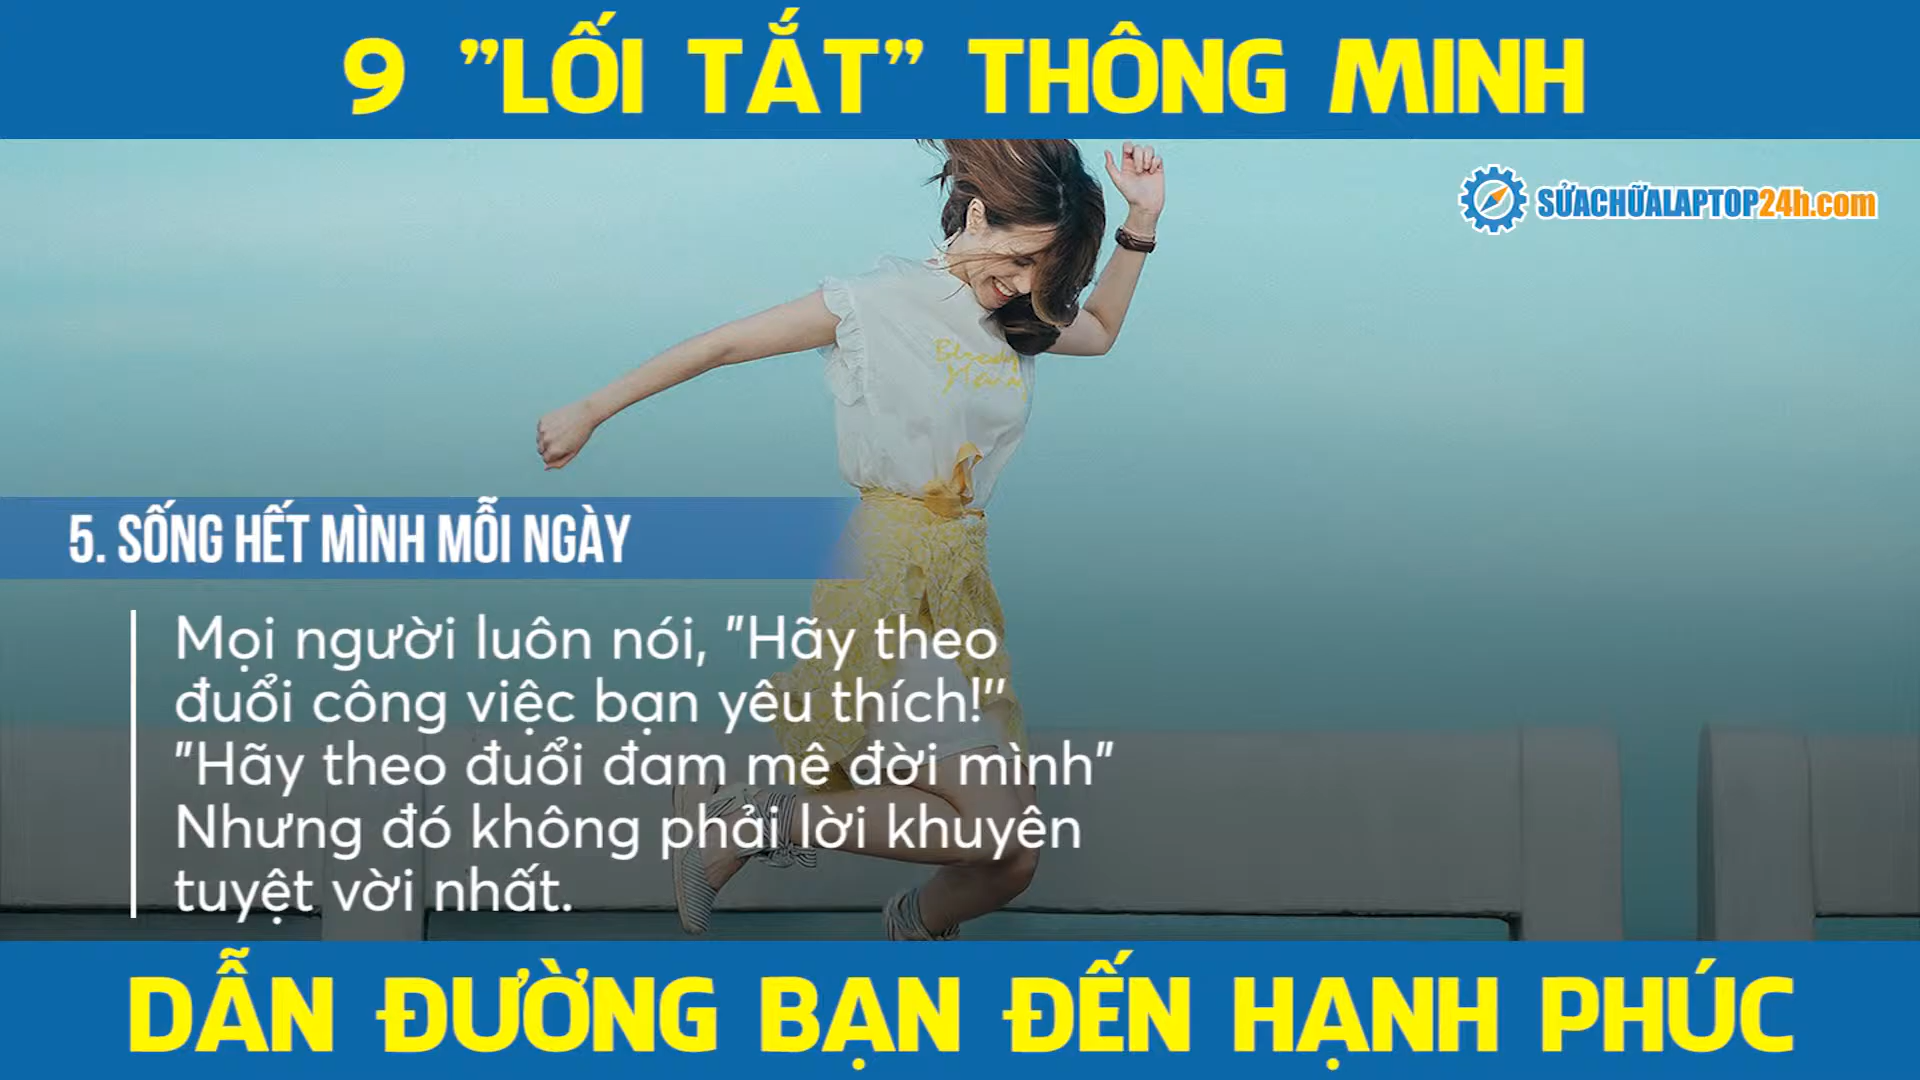 9 "LỐI TẮT" THÔNG MINH
SỬACHỮALAPTOP24h.com
5. SỐNG HẾT MÌNH MỖI NGÀY
Mọi người luôn nói, "Hãy theo
đuổi công việc bạn yêu thích!"
"Hãy theo đuổi đam mê đời mình"
Nhưng đó không phải lời khuyên
tuyệt vời nhất.
DẪN ĐƯỜNG BẠN ĐẾN HẠNH PHÚC